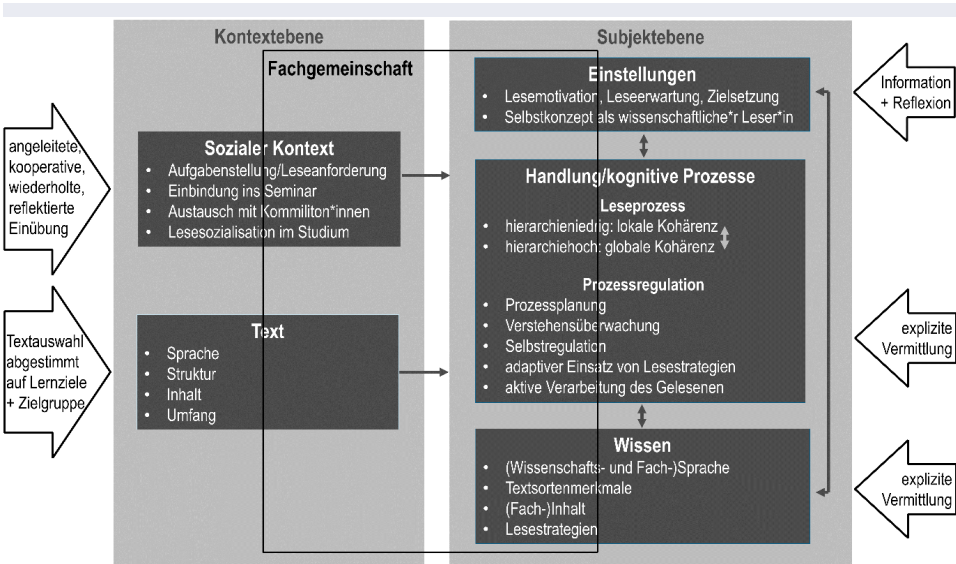 Kontextebene
Subjektebene
Fachgemeinschaft
angeleitete,
kooperative,
wiederholte,
reflektierte
Einübung
Sozialer Kontext
• Aufgabenstellung/Leseanforderung
• Einbindung ins Seminar
• Austausch mit Kommiliton*innen
• Lesesozialisation im Studium
Textauswahl
abgestimmt
auf Lernziele
+ Zielgruppe
Text
• Sprache
• Struktur
• Inhalt
• Umfang
Einstellungen
• Lesemotivation, Leseerwartung, Zielsetzung
• Selbstkonzept als wissenschaftliche*r Leser*in
Information
+ Reflexion
Handlung/kognitive Prozesse
Leseprozess
• hierarchieniedrig: lokale Kohärenz
• hierarchiehoch: globale Kohärenz
Prozessregulation
• Prozessplanung
• Verstehensüberwachung
• Selbstregulation
• adaptiver Einsatz von Lesestrategien
• aktive Verarbeitung des Gelesenen
explizite
Vermittlung
Wissen
• (Wissenschafts- und Fach-)Sprache
• Textsortenmerkmale
• (Fach-)Inhalt
• Lesestrategien
explizite
Vermittlung